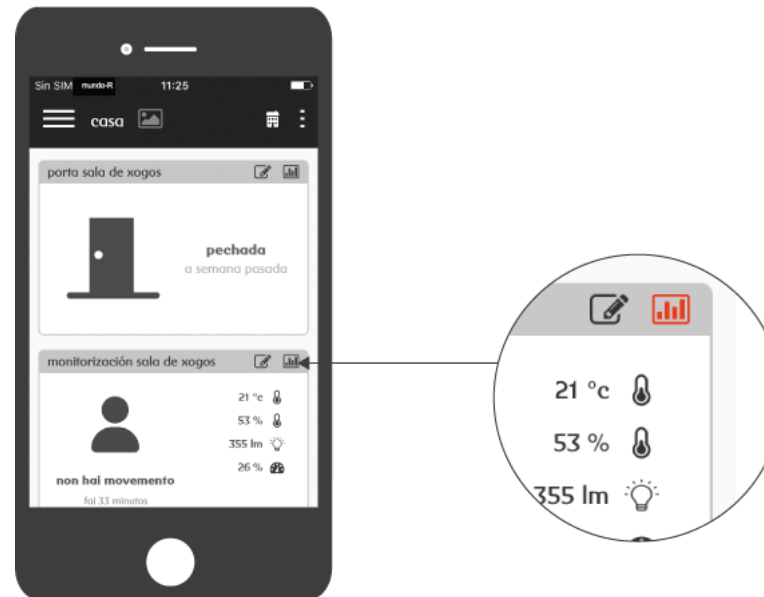 Sin SIM mundo-R 11:25
casa
porta sala de xogos
pechada
a semana pasada
monitorización sala de xogos
21 °c
53 %
355 lm
26 %
non hai movemento
fai 33 minutos
21 °c
53 %
355 lm